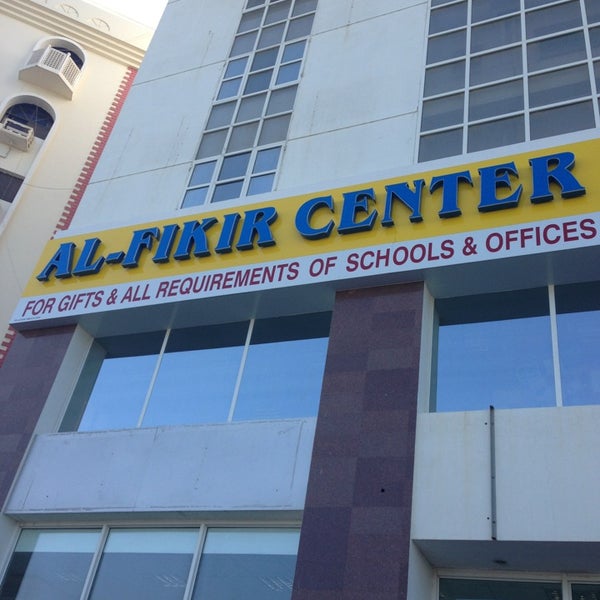 AL-FIKIR CENTER
FOR GIFTS & ALL REQUIREMENTS OF SCHOOLS & OFFICES